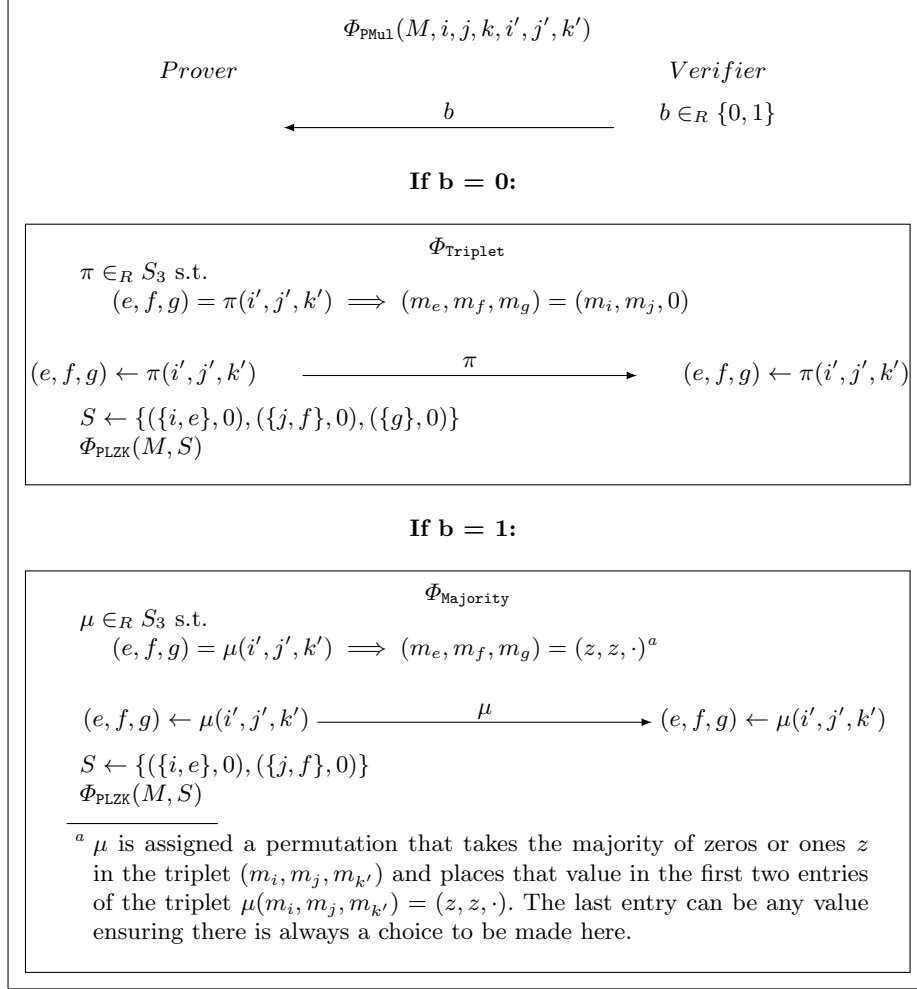 Φ_PMul(M, i, j, k, i′, j′, k′)
Prover Verifier
b b ∈_R {0, 1}
If b = 0:
Φ_Triplet
π ∈_R S_3 s.t.
(e, f, g) = π(i′, j′, k′) ⟹ (m_e, m_f, m_g) = (m_i, m_j, 0)
(e, f, g) ← π(i′, j′, k′) π (e, f, g) ← π(i′, j′, k′)
S ← {({i, e}, 0), ({j, f}, 0), ({g}, 0)}
Φ_PLZK(M, S)
If b = 1:
Φ_Majority
μ ∈_R S_3 s.t.
(e, f, g) = μ(i′, j′, k′) ⟹ (m_e, m_f, m_g) = (z, z, ·)^a
(e, f, g) ← μ(i′, j′, k′) μ (e, f, g) ← μ(i′, j′, k′)
S ← {({i, e}, 0), ({j, f}, 0)}
Φ_PLZK(M, S)
^a μ is assigned a permutation that takes the majority of zeros or ones z
in the triplet (m_i, m_j, m_k′) and places that value in the first two entries
of the triplet μ(m_i, m_j, m_k′) = (z, z, ·). The last entry can be any value
ensuring there is always a choice to be made here.